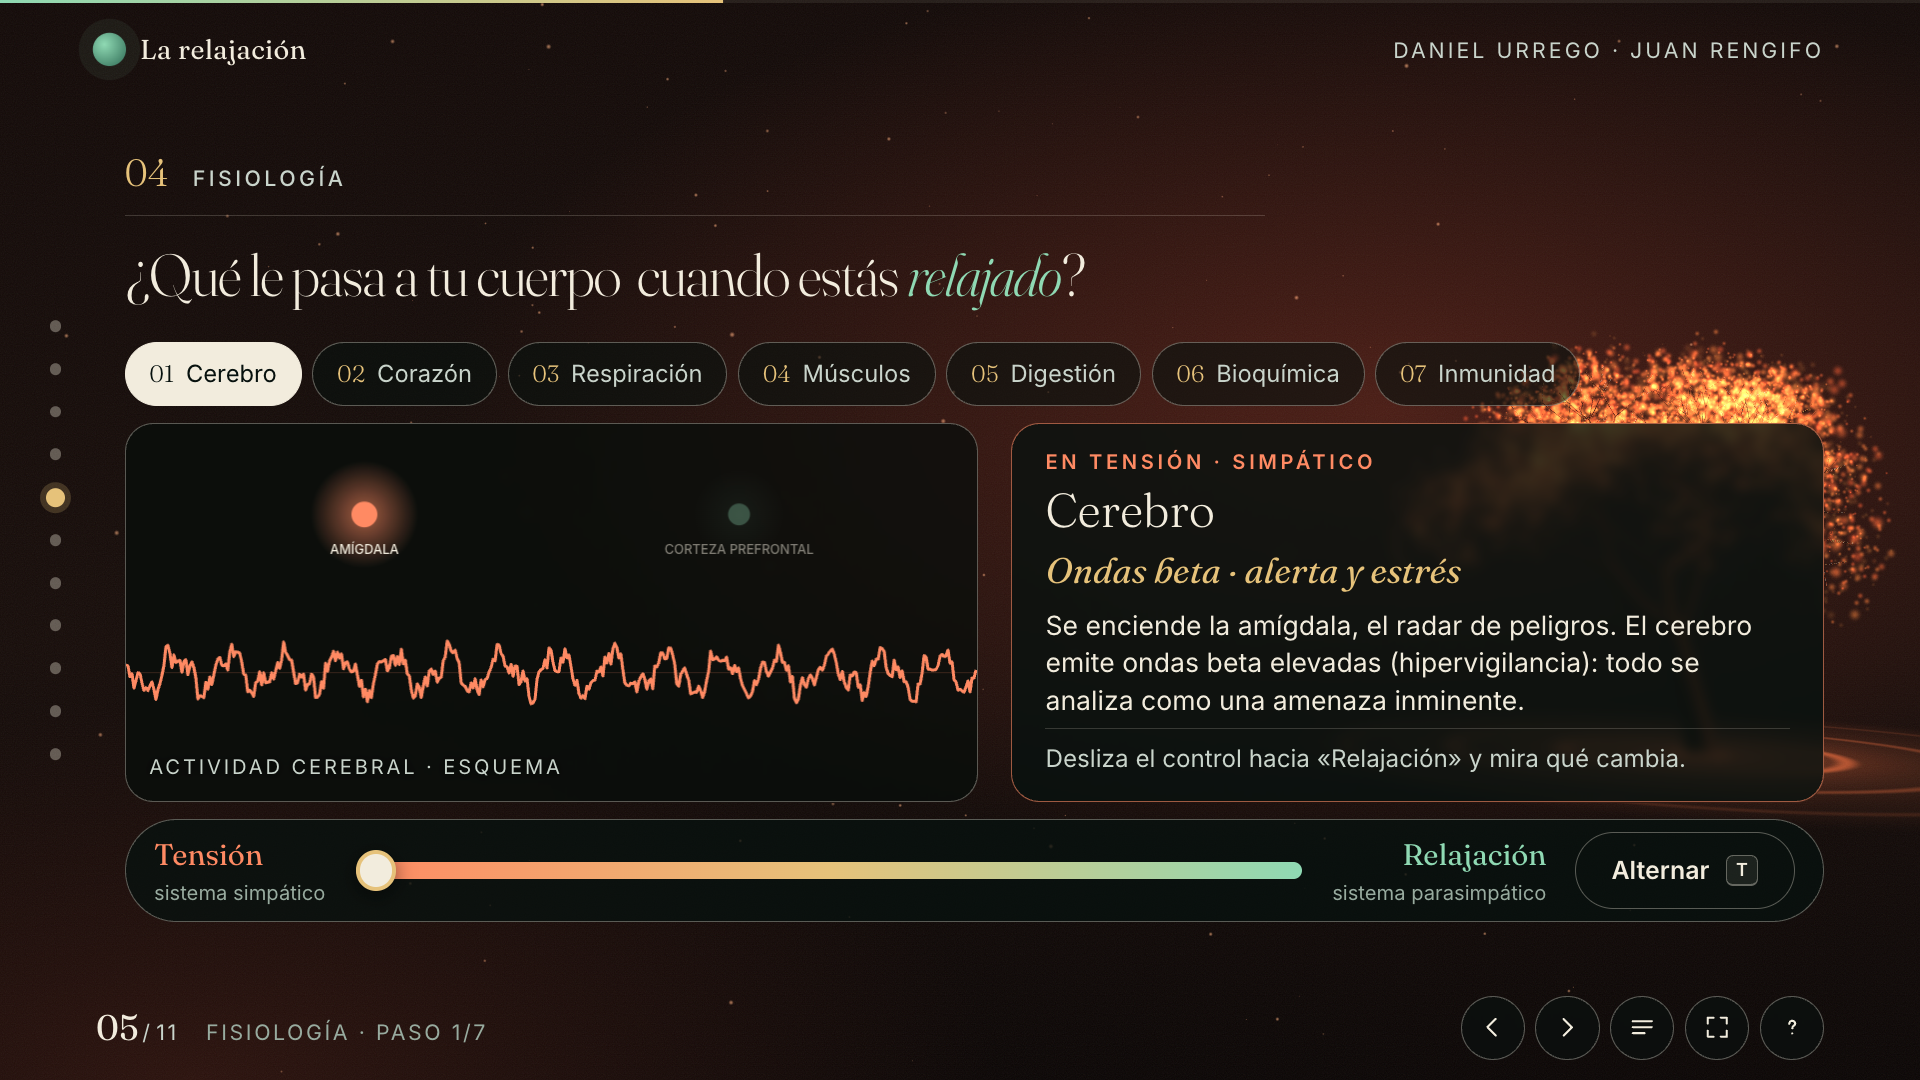 La relajación
DANIEL URREGO · JUAN RENGIFO
04 FISIOLOGÍA
¿Qué le pasa a tu cuerpo cuando estás relajado?
01 Cerebro
02 Corazón
03 Respiración
04 Músculos
05 Digestión
06 Bioquímica
07 Inmunidad
AMÍGDALA
CORTEZA PREFRONTAL
ACTIVIDAD CEREBRAL · ESQUEMA
EN TENSIÓN · SIMPÁTICO
Cerebro
Ondas beta · alerta y estrés
Se enciende la amígdala, el radar de peligros. El cerebro
emite ondas beta elevadas (hipervigilancia): todo se
analiza como una amenaza inminente.
Desliza el control hacia «Relajación» y mira qué cambia.
Tensión
sistema simpático
Relajación
sistema parasimpático
Alternar T
05 / 11 FISIOLOGÍA · PASO 1/7
?